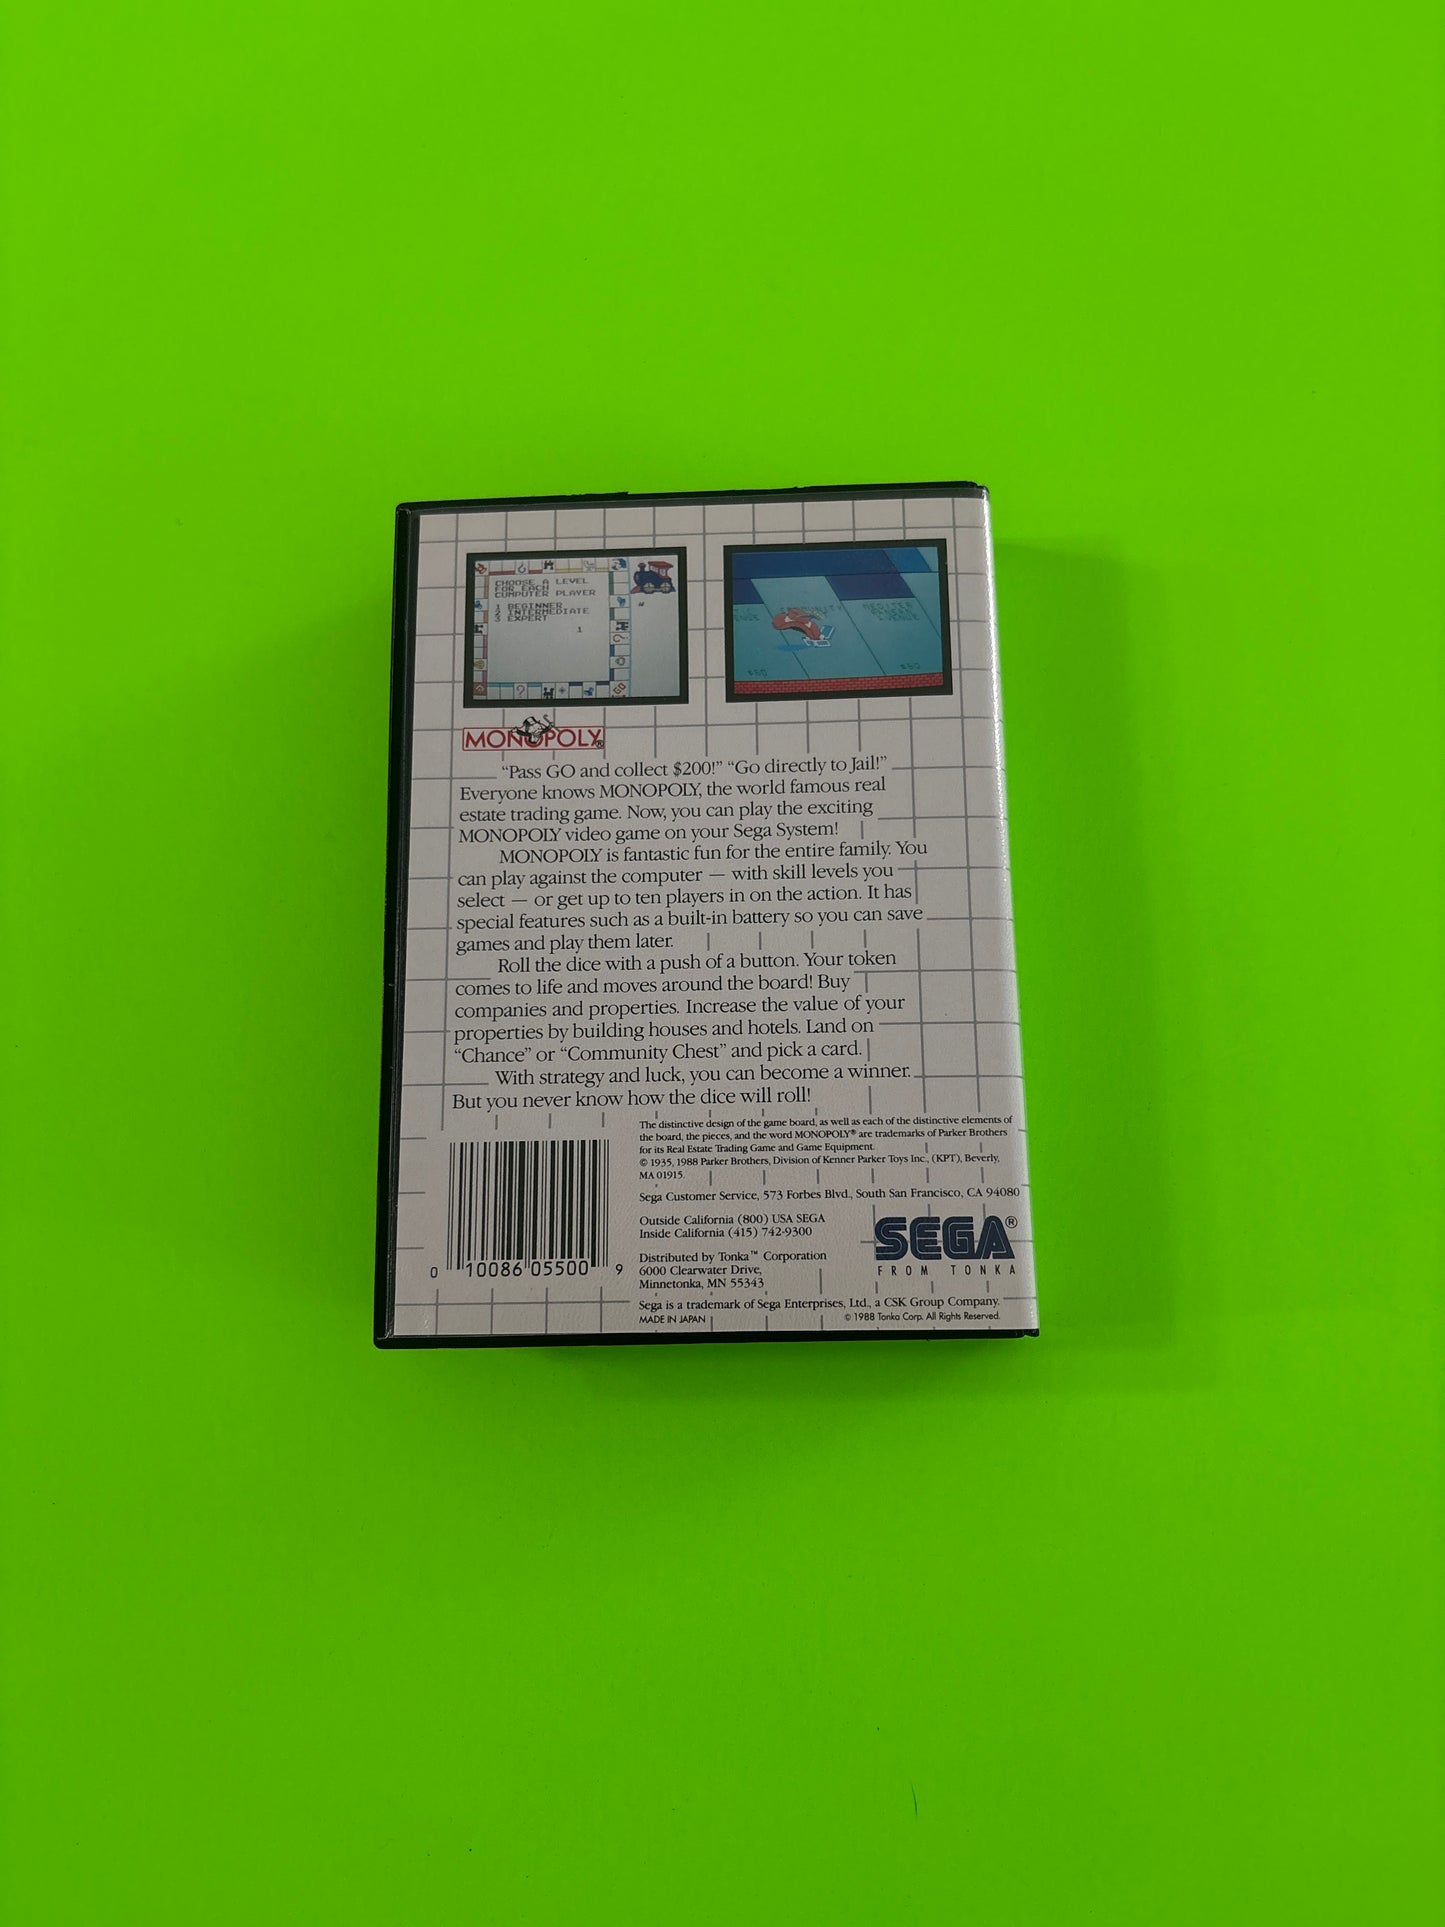 CHOOSE A LEVEL
FOR EACH
COMPUTER PLAYER
1 BEGINNER
2 INTERMEDIATE
3 EXPERT
1
GO
COMMUNITY
$60
$60
MONOPOLY®
“Pass GO and collect $200!” “Go directly to Jail!”
Everyone knows MONOPOLY, the world famous real
estate trading game. Now, you can play the exciting
MONOPOLY video game on your Sega System!
MONOPOLY is fantastic fun for the entire family. You
can play against the computer — with skill levels you
select — or get up to ten players in on the action. It has
special features such as a built-in battery so you can save
games and play them later.
Roll the dice with a push of a button. Your token
comes to life and moves around the board! Buy
companies and properties. Increase the value of your
properties by building houses and hotels. Land on
“Chance” or “Community Chest” and pick a card.
With strategy and luck, you can become a winner.
But you never know how the dice will roll!
The distinctive design of the game board, as well as each of the distinctive elements of
the board, the pieces, and the word MONOPOLY® are trademarks of Parker Brothers
for its Real Estate Trading Game and Game Equipment.
© 1935, 1988 Parker Brothers, Division of Kenner Parker Toys Inc., (KPT), Beverly,
MA 01915.
Sega Customer Service, 573 Forbes Blvd., South San Francisco, CA 94080
Outside California (800) USA SEGA
Inside California (415) 742-9300
Distributed by Tonka™ Corporation
6000 Clearwater Drive,
Minnetonka, MN 55343
SEGA®
FROM TONKA
0 10086 05500 9
Sega is a trademark of Sega Enterprises, Ltd., a CSK Group Company.
MADE IN JAPAN
© 1988 Tonka Corp. All Rights Reserved.